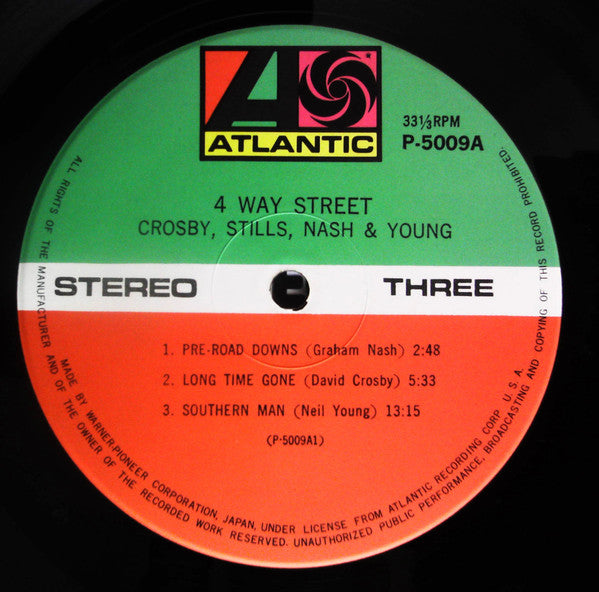 ATLANTIC
33⅓RPM
P-5009A
4 WAY STREET
CROSBY, STILLS, NASH & YOUNG
STEREO
THREE
1. PRE-ROAD DOWNS (Graham Nash) 2:48
2. LONG TIME GONE (David Crosby) 5:33
3. SOUTHERN MAN (Neil Young) 13:15
(P-5009A1)
MADE BY WARNER-PIONEER CORPORATION, JAPAN, UNDER LICENSE FROM ATLANTIC RECORDING CORP. U.S.A.
ALL RIGHTS OF THE MANUFACTURER AND OF THE OWNER OF THE RECORDED WORK RESERVED. UNAUTHORIZED PUBLIC PERFORMANCE, BROADCASTING AND COPYING OF THIS RECORD PROHIBITED.